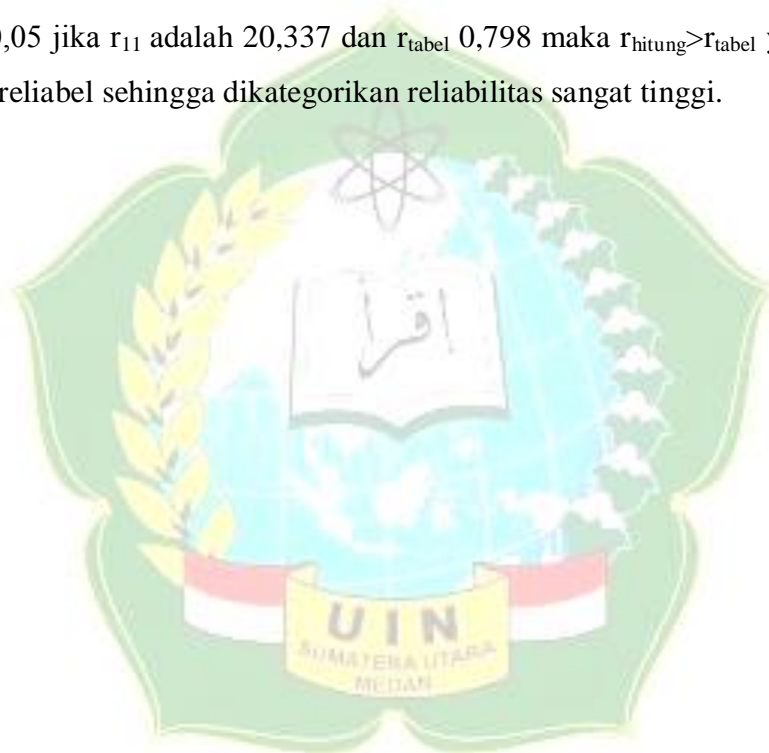 0,05 jika r₁₁ adalah 20,337 dan rₜₐbₑₗ 0,798 maka rₕᵢₜᵤₙg>rₜₐbₑₗ
reliabel sehingga dikategorikan reliabilitas sangat tinggi.
اقرأ
UIN
SUMATERA UTARA
MEDAN